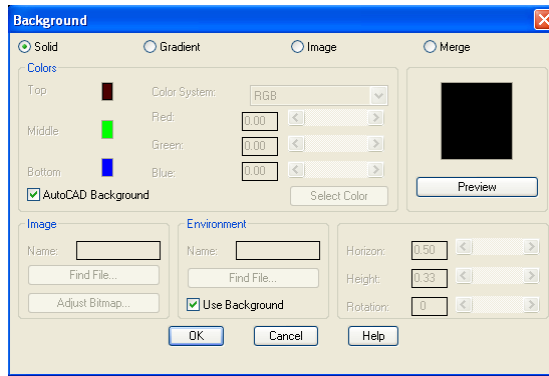 Background
Solid Gradient Image Merge
Colors
Top Color System: RGB
Red: 0.00
Middle
Green: 0.00
Bottom Blue: 0.00
AutoCAD Background Select Color
Preview
Image Environment
Name: Name: Horizon: 0.50
Find File... Find File... Height: 0.33
Adjust Bitmap... Use Background Rotation: 0
OK Cancel Help